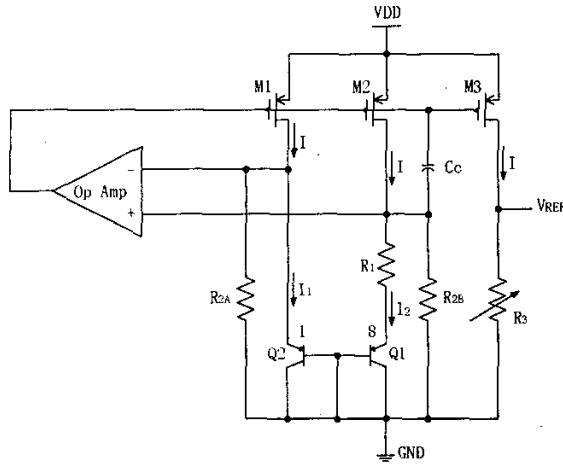 VDD
M1
M2
M3
I
I
I
Op Amp
−
+
Cc
VREF
R1
R2A
R2B
R3
I1
I2
1
8
Q2
Q1
GND